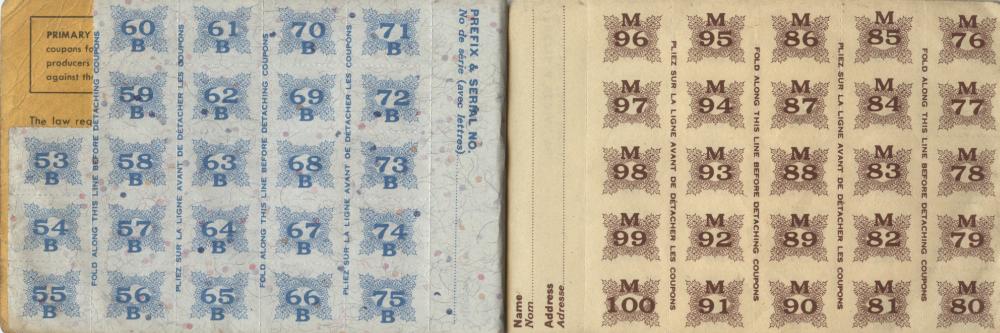 PRIMARY
coupons fo
producers
against th
The law req
53
B
54
B
55
B
FOLD ALONG THIS LINE BEFORE DETACHING COUPONS
60
B
59
B
58
B
57
B
56
B
PLIEZ SUR LA LIGNE AVANT DE DÉTACHER LES COUPONS
61
B
62
B
63
B
64
B
65
B
FOLD ALONG THIS LINE BEFORE DETACHING COUPONS
70
B
69
B
68
B
67
B
66
B
PLIEZ SUR LA LIGNE AVANT DE DÉTACHER LES COUPONS
71
B
72
B
73
B
74
B
75
B
PREFIX & SERIAL NO.
No de série (avec lettres)
Name
Nom
Address
Adresse
M
96
M
97
M
98
M
99
M
100
PLIEZ SUR LA LIGNE AVANT DE DÉTACHER LES COUPONS
M
95
M
94
M
93
M
92
M
91
FOLD ALONG THIS LINE BEFORE DETACHING COUPONS
M
86
M
87
M
88
M
89
M
90
PLIEZ SUR LA LIGNE AVANT DE DÉTACHER LES COUPONS
M
85
M
84
M
83
M
82
M
81
FOLD ALONG THIS LINE BEFORE DETACHING COUPONS
M
76
M
77
M
78
M
79
M
80